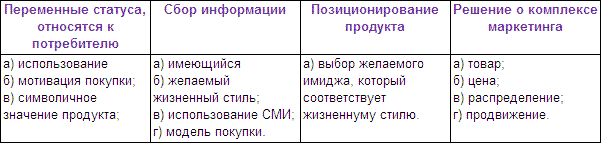 Переменные статуса,
относятся к
потребителю
Сбор информации
Позиционирование
продукта
Решение о комплексе
маркетинга
а) использование
б) мотивация покупки;
в) символичное
значение продукта;
а) имеющийся
б) желаемый
жизненный стиль;
в) использование СМИ;
г) модель покупки.
а) выбор желаемого
имиджа, который
соответствует
жизненнуму стилю.
а) товар;
б) цена;
в) распределение;
г) продвижение.